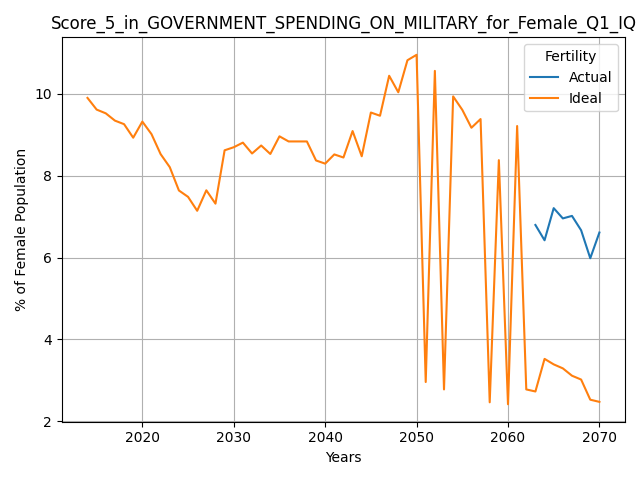 Score_5_in_GOVERNMENT_SPENDING_ON_MILITARY_for_Female_Q1_IQ
Fertility
Actual
Ideal
% of Female Population
10
8
6
4
2
2020 2030 2040 2050 2060 2070
Years